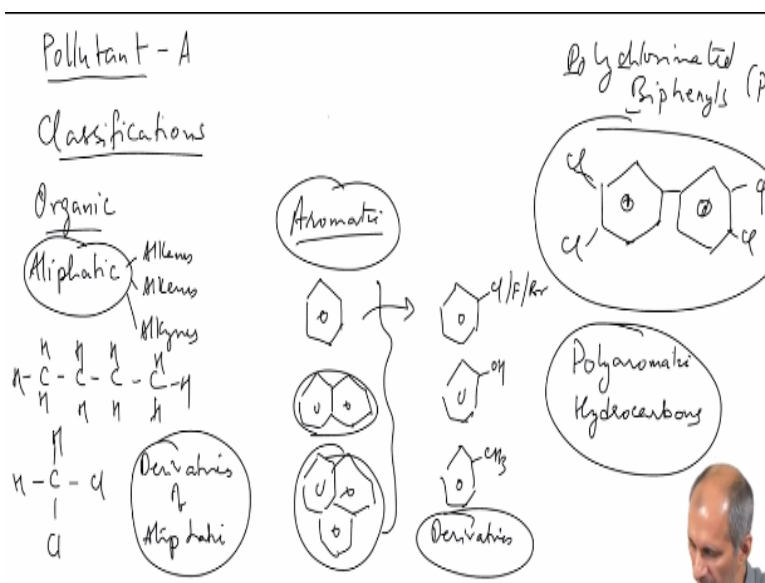 Pollutant - A
Classifications
Organic
Aliphatic
Alkenes
Alkenes
Alkynes
H H H H
H - C - C - C - C - H
H H H H
H
H - C - Cl
Cl
Derivatives
of
Aliphatic
Aromatic
Cl/F/Br
OH
CH3
Derivatives
Polychlorinated
Biphenyls (P
Cl
Cl
Cl
Cl
Polyaromatic
Hydrocarbons